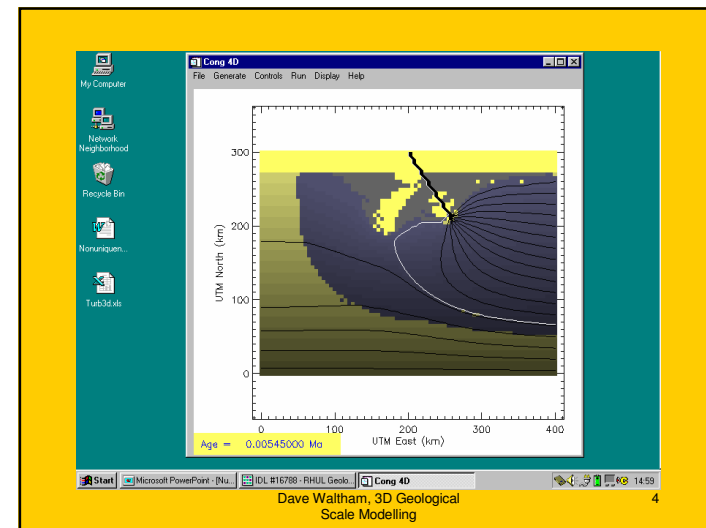 My Computer
Network
Neighborhood
Recycle Bin
Nonuniquen...
Turb3d.xls
Cong 4D
File Generate Controls Run Display Help
300
200
100
0
UTM North (km)
0 100 200 300 400
UTM East (km)
Age = 0.00545000 Ma
Start
Microsoft PowerPoint - [Nu...
IDL #16788 - RHUL Geolo...
Cong 4D
14:59
Dave Waltham, 3D Geological
Scale Modelling
4